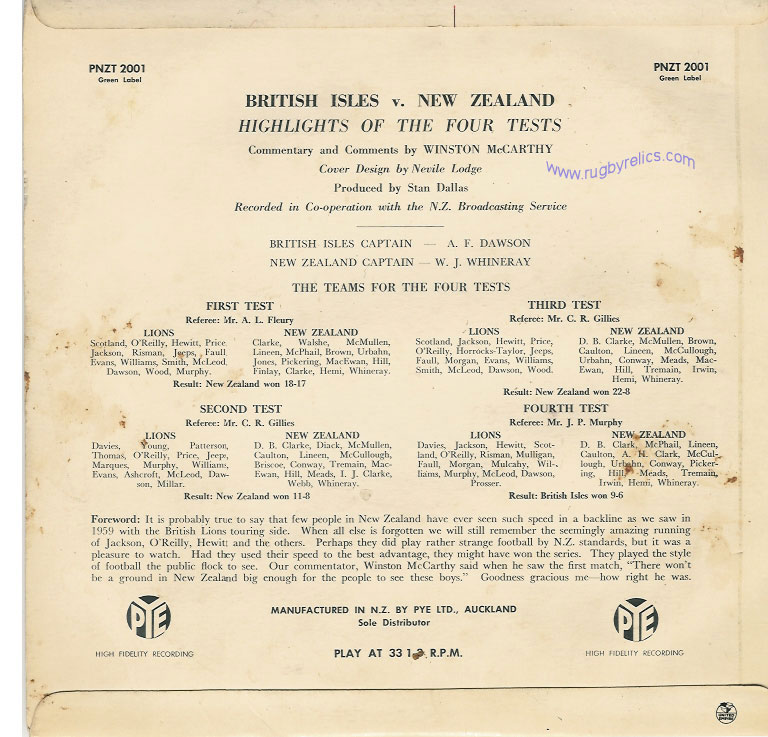 PNZT 2001
Green Label
PNZT 2001
Green Label
BRITISH ISLES v. NEW ZEALAND
HIGHLIGHTS OF THE FOUR TESTS
Commentary and Comments by WINSTON McCARTHY
www.rugbyrelics.com
Cover Design by Nevile Lodge
Produced by Stan Dallas
Recorded in Co-operation with the N.Z. Broadcasting Service
BRITISH ISLES CAPTAIN — A. F. DAWSON
NEW ZEALAND CAPTAIN — W. J. WHINERAY
THE TEAMS FOR THE FOUR TESTS
FIRST TEST
Referee: Mr. A. L. Fleury
LIONS
Scotland, O'Reilly, Hewitt, Price
Jackson, Risman, Jeeps, Faull
Evans, Williams, Smith, McLeod
Dawson, Wood, Murphy.
NEW ZEALAND
Clarke, Walshe, McMullen,
Lineen, McPhail, Brown, Urbahn,
Jones, Pickering, MacEwan, Hill,
Finlay, Clarke, Hemi, Whineray.
Result: New Zealand won 18-17
THIRD TEST
Referee: Mr. C. R. Gillies
LIONS
Scotland, Jackson, Hewitt, Price,
O'Reilly, Horrocks-Taylor, Jeeps,
Faull, Morgan, Evans, Williams,
Smith, McLeod, Dawson, Wood.
NEW ZEALAND
D. B. Clarke, McMullen, Brown,
Caulton, Lineen, McCullough,
Urbahn, Conway, Meads, Mac-
Ewan, Hill, Tremain, Irwin,
Hemi, Whineray.
Result: New Zealand won 22-8
SECOND TEST
Referee: Mr. C. R. Gillies
LIONS
Davies, Young, Patterson,
Thomas, O'Reilly, Price, Jeep,
Marques, Murphy, Williams,
Evans, Ashcroft, McLeod, Daw-
son, Millar.
NEW ZEALAND
D. B. Clarke, Diack, McMullen,
Caulton, Lineen, McCullough,
Briscoe, Conway, Tremain, Mac-
Ewan, Hill, Meads, I. J. Clarke,
Webb, Whineray.
Result: New Zealand won 11-8
FOURTH TEST
Referee: Mr. J. P. Murphy
LIONS
Davies, Jackson, Hewitt, Scot-
land, O'Reilly, Risman, Mulligan,
Faull, Morgan, Mulcahy, Wil-
liams, Murphy, McLeod, Dawson,
Prosser.
NEW ZEALAND
D. B. Clark, McPhail, Lineen,
Caulton, A. H. Clark, McCul-
lough, Urbahn, Conway, Picker-
ing, Hill, Meads, Tremain,
Irwin, Hemi, Whineray.
Result: British Isles won 9-6
Foreword: It is probably true to say that few people in New Zealand have ever seen such speed in a backline as we saw in
1959 with the British Lions touring side. When all else is forgotten we will still remember the seemingly amazing running
of Jackson, O'Reilly, Hewitt and the others. Perhaps they did play rather strange football by N.Z. standards, but it was a
pleasure to watch. Had they used their speed to the best advantage, they might have won the series. They played the style
of football the public flock to see. Our commentator, Winston McCarthy said when he saw the first match, "There won't
be a ground in New Zealand big enough for the people to see these boys." Goodness gracious me—how right he was.
PYE
HIGH FIDELITY RECORDING
MANUFACTURED IN N.Z. BY PYE LTD., AUCKLAND
Sole Distributor
PLAY AT 33 1-3 R.P.M.
PYE
HIGH FIDELITY RECORDING
UNITED EMPIRE